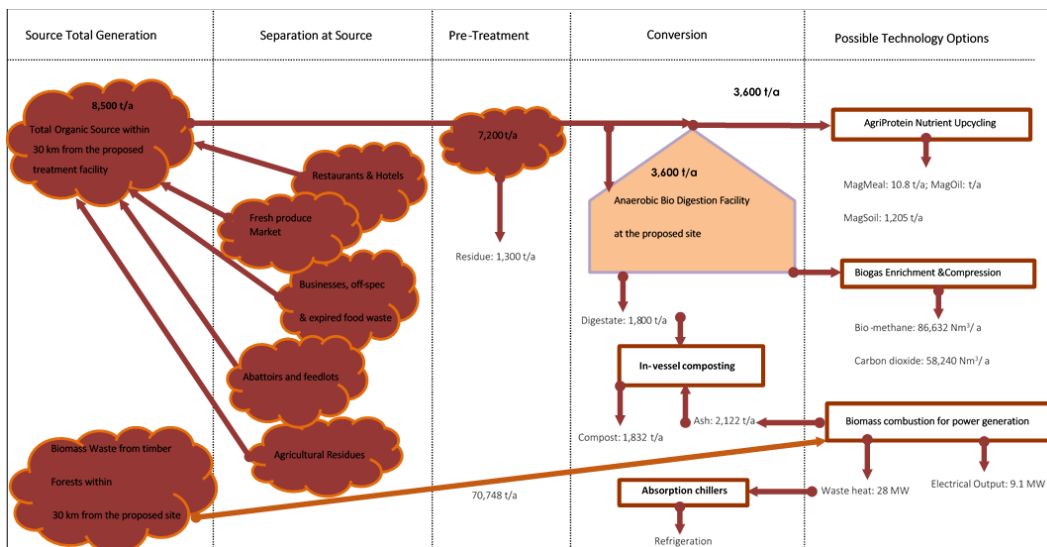 Source Total Generation
Separation at Source
Pre-Treatment
Conversion
Possible Technology Options
8,500 t/a
Total Organic Source within
30 km from the proposed
treatment facility
Restaurants & Hotels
Fresh produce
Market
Businesses, off-spec
& expired food waste
Abattoirs and feedlots
Agricultural Residues
Biomass Waste from timber
Forests within
30 km from the proposed site
7,200 t/a
Residue: 1,300 t/a
70,748 t/a
3,600 t/a
3,600 t/a
Anaerobic Bio Digestion Facility
at the proposed site
Digestate: 1,800 t/a
In-vessel composting
Compost: 1,832 t/a
Ash: 2,122 t/a
Absorption chillers
Refrigeration
AgriProtein Nutrient Upcycling
MagMeal: 10.8 t/a; MagOil: t/a
MagSoil: 1,205 t/a
Biogas Enrichment &Compression
Bio -methane: 86,632 Nm³/ a
Carbon dioxide: 58,240 Nm³/ a
Biomass combustion for power generation
Waste heat: 28 MW
Electrical Output: 9.1 MW